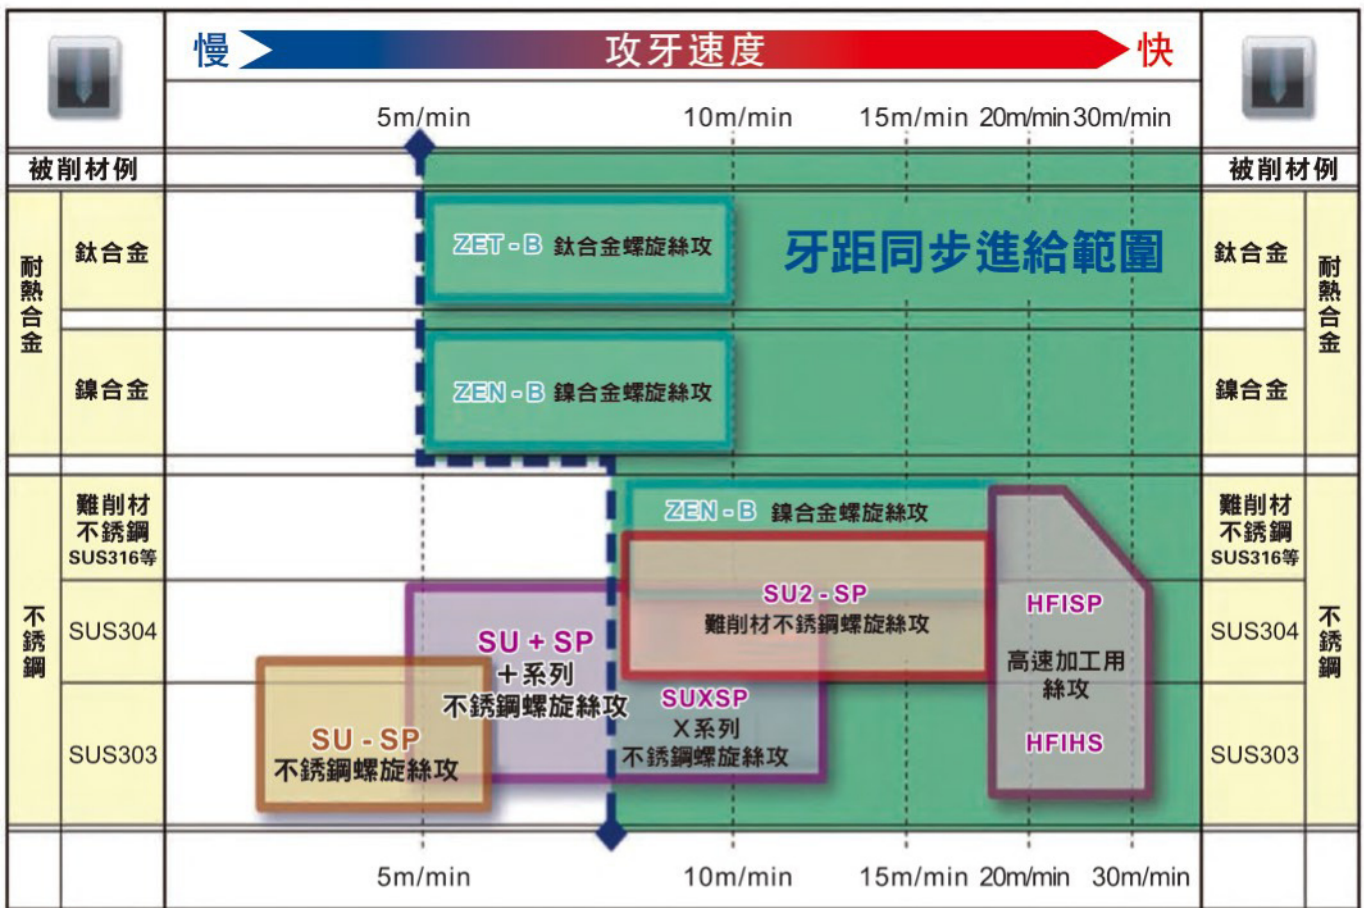 慢 攻牙速度 快
5m/min 10m/min 15m/min 20m/min 30m/min
被削材例 被削材例
耐熱合金
鈦合金
ZET - B 鈦合金螺旋絲攻
牙距同步進給範圍
鈦合金
耐熱合金
鎳合金
ZEN - B 鎳合金螺旋絲攻
鎳合金
不銹鋼
難削材
不銹鋼
SUS316等
ZEN - B 鎳合金螺旋絲攻
難削材
不銹鋼
SUS316等
不銹鋼
SUS304
SU + SP
+系列
不銹鋼螺旋絲攻
SU2 - SP
難削材不銹鋼螺旋絲攻
HFISP
高速加工用
絲攻
HFIHS
SUS304
SUS303
SU - SP
不銹鋼螺旋絲攻
SUXSP
X系列
不銹鋼螺旋絲攻
SUS303
5m/min 10m/min 15m/min 20m/min 30m/min